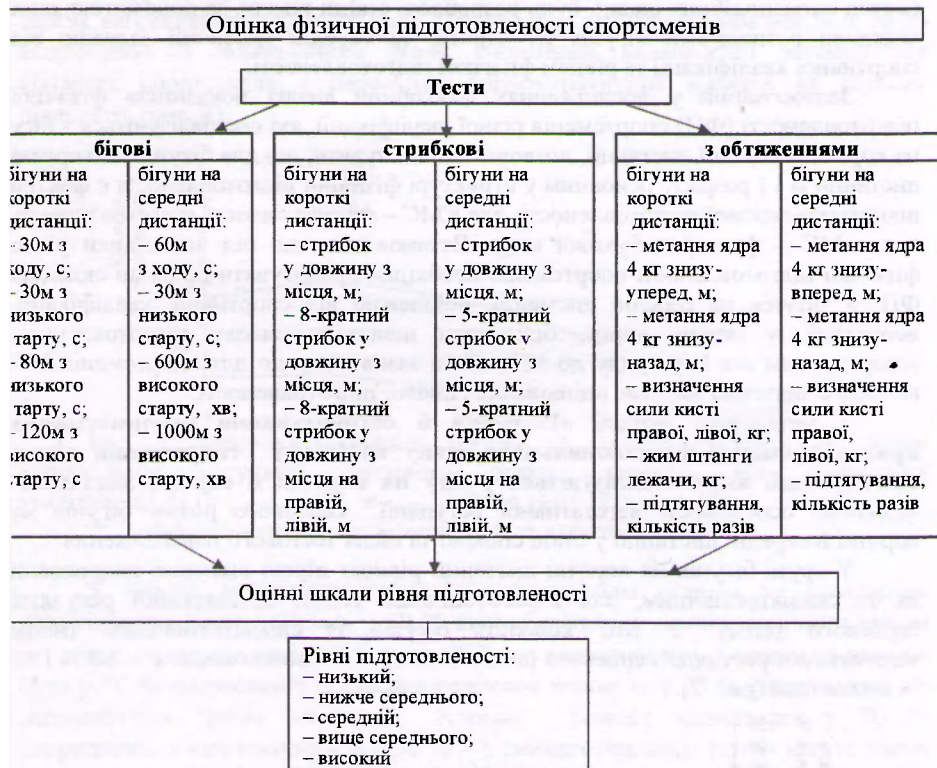 Оцінка фізичної підготовленості спортсменів
Тести
бігові
бігуни на
короткі
дистанції:
- 30м з
ходу, с;
- 30м з
низького
тарту, с;
- 80м з
низького
тарту, с;
- 120м з
високого
тарту, с
бігуни на
середні
дистанції:
– 60м
з ходу, с;
– 30м з
низького
старту, с;
– 600м з
високого
старту, хв;
– 1000м з
високого
старту, хв
стрибкові
бігуни на
короткі
дистанції:
– стрибок
у довжину з
місця, м;
– 8-кратний
стрибок у
довжину з
місця, м;
– 8-кратний
стрибок у
довжину з
місця на
правій,
лівій, м
бігуни на
середні
дистанції:
– стрибок
у довжину з
місця, м;
– 5-кратний
стрибок у
довжину з
місця, м;
– 5-кратний
стрибок у
довжину з
місця на
правій,
лівій, м
з обтяженнями
бігуни на
короткі
дистанції:
– метання ядра
4 кг знизу-
вперед, м;
– метання ядра
4 кг знизу-
назад, м;
– визначення
сили кисті
правої, лівої, кг;
– жим штанги
лежачи, кг;
– підтягування,
кількість разів
бігуни на
середні
дистанції:
– метання ядра
4 кг знизу-
вперед, м;
– метання ядра
4 кг знизу-
назад, м;
– визначення
сили кисті
правої,
лівої, кг;
– підтягування,
кількість разів
Оцінні шкали рівня підготовленості
Рівні підготовленості:
– низький;
– нижче середнього,
– середній;
– вище середнього;
– високий